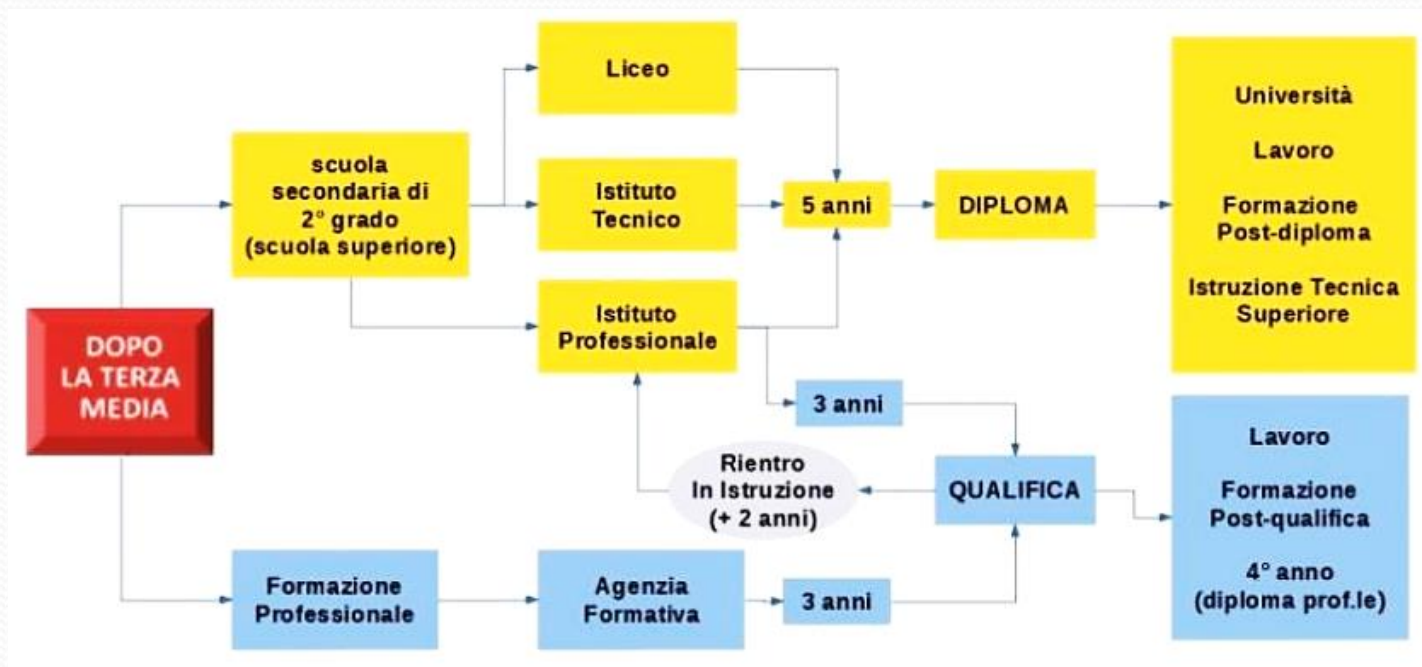 Liceo
scuola
secondaria di
2° grado
(scuola superiore)
Istituto
Tecnico
5 anni
DIPLOMA
Università
Lavoro
Formazione
Post-diploma
Istruzione Tecnica
Superiore
Istituto
Professionale
DOPO
LA TERZA
MEDIA
3 anni
Rientro
In Istruzione
(+ 2 anni)
QUALIFICA
Lavoro
Formazione
Post-qualifica
4° anno
(diploma prof.le)
Formazione
Professionale
Agenzia
Formativa
3 anni